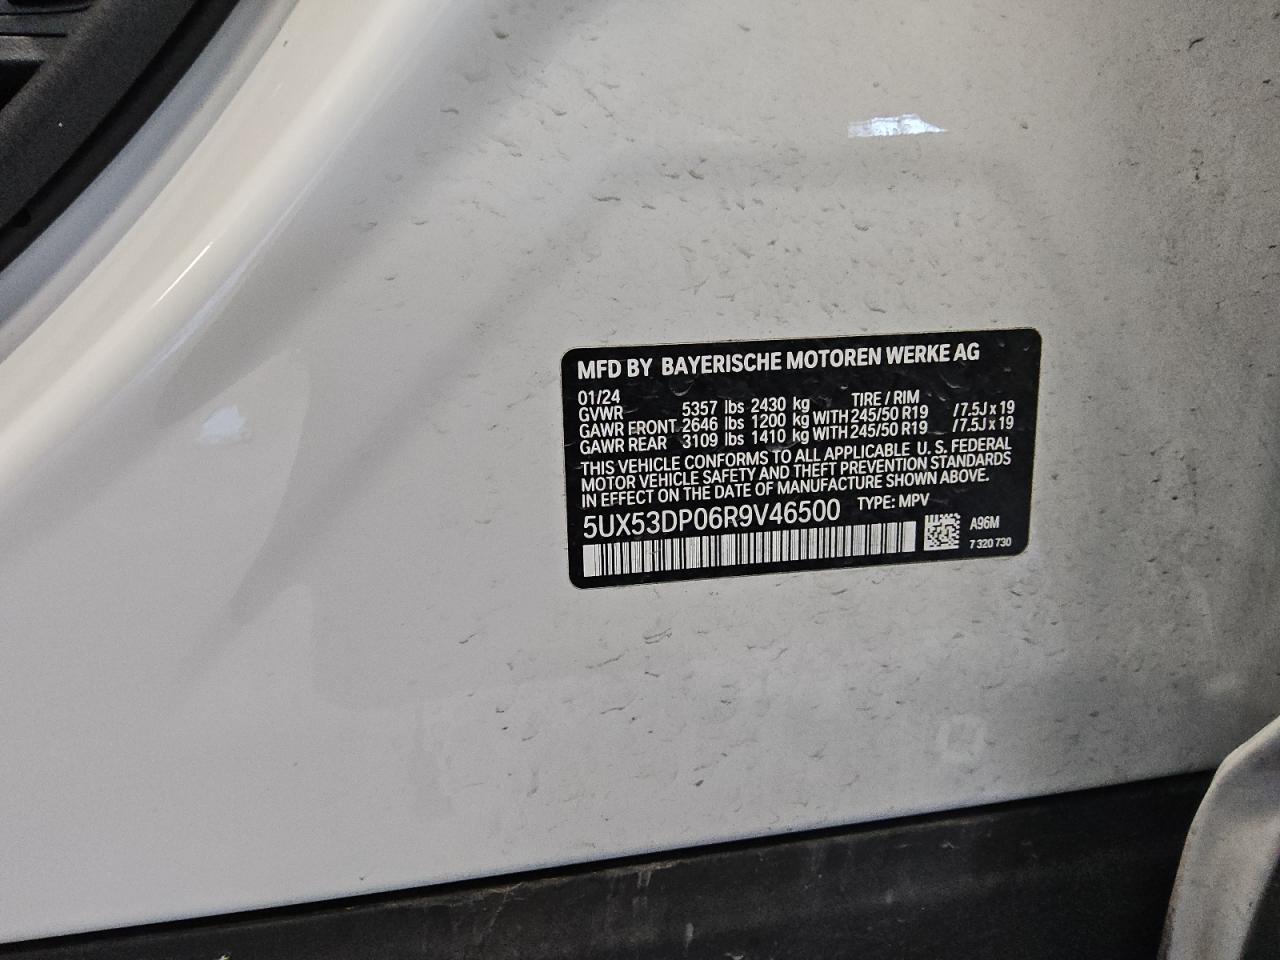 MFD BY BAYERISCHE MOTOREN WERKE AG
01/24 TIRE / RIM
GVWR 5357 lbs 2430 kg
GAWR FRONT 2646 lbs 1200 kg WITH 245/50 R19 /7.5J x 19
GAWR REAR 3109 lbs 1410 kg WITH 245/50 R19 /7.5J x 19
THIS VEHICLE CONFORMS TO ALL APPLICABLE U.S. FEDERAL
MOTOR VEHICLE SAFETY AND THEFT PREVENTION STANDARDS
IN EFFECT ON THE DATE OF MANUFACTURE SHOWN ABOVE.
5UX53DP06R9V46500 TYPE: MPV
A96M
7 320 730